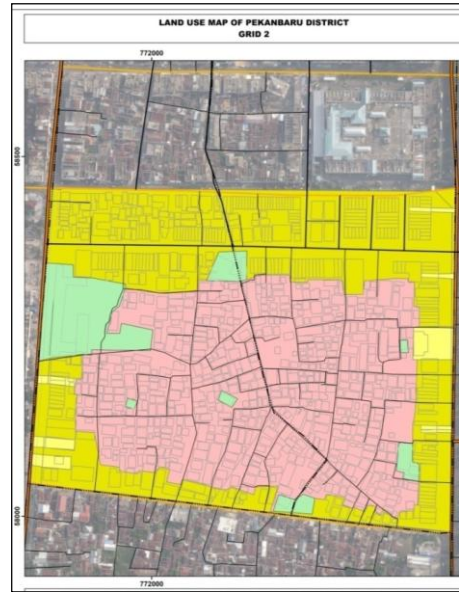 LAND USE MAP OF PEKANBARU DISTRICT
GRID 2
772000
58500
58000
772000